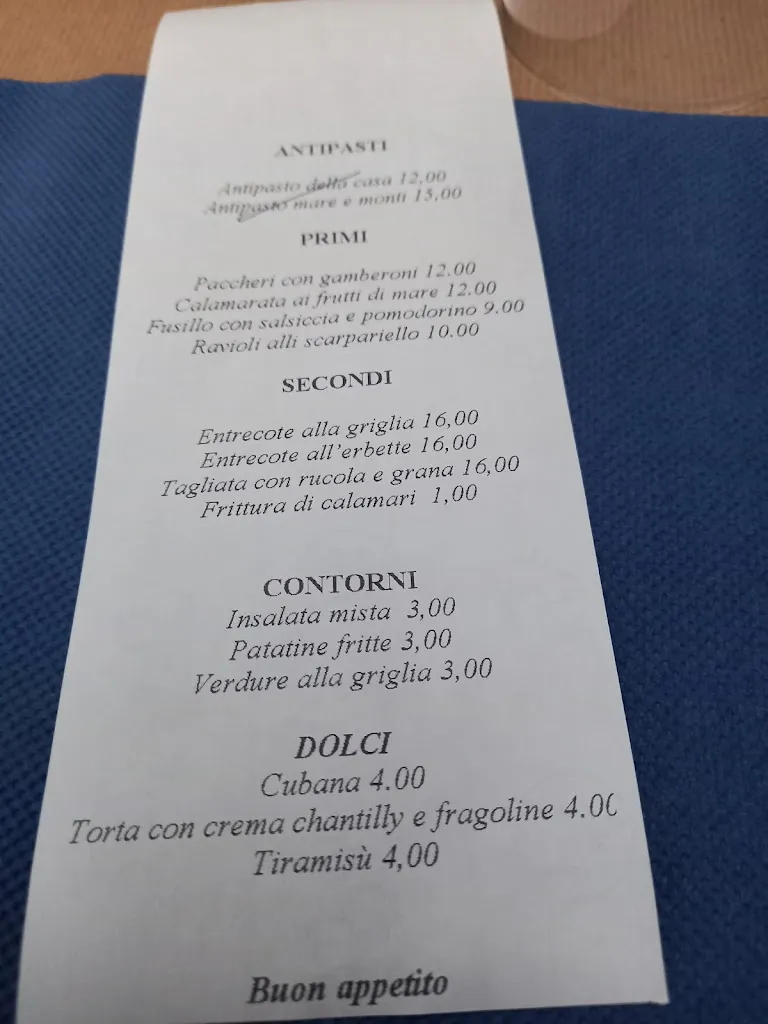 ANTIPASTI
Antipasto della casa 12,00
Antipasto mare e monti 15,00
PRIMI
Paccheri con gamberoni 12.00
Calamarata ai frutti di mare 12.00
Fusillo con salsiccia e pomodorino 9.00
Ravioli alli scarpariello 10.00
SECONDI
Entrecote alla griglia 16,00
Entrecote all'erbette 16,00
Tagliata con rucola e grana 16,00
Frittura di calamari 1,00
CONTORNI
Insalata mista 3,00
Patatine fritte 3,00
Verdure alla griglia 3,00
DOLCI
Cubana 4.00
Torta con crema chantilly e fragoline 4.00
Tiramisù 4,00
Buon appetito